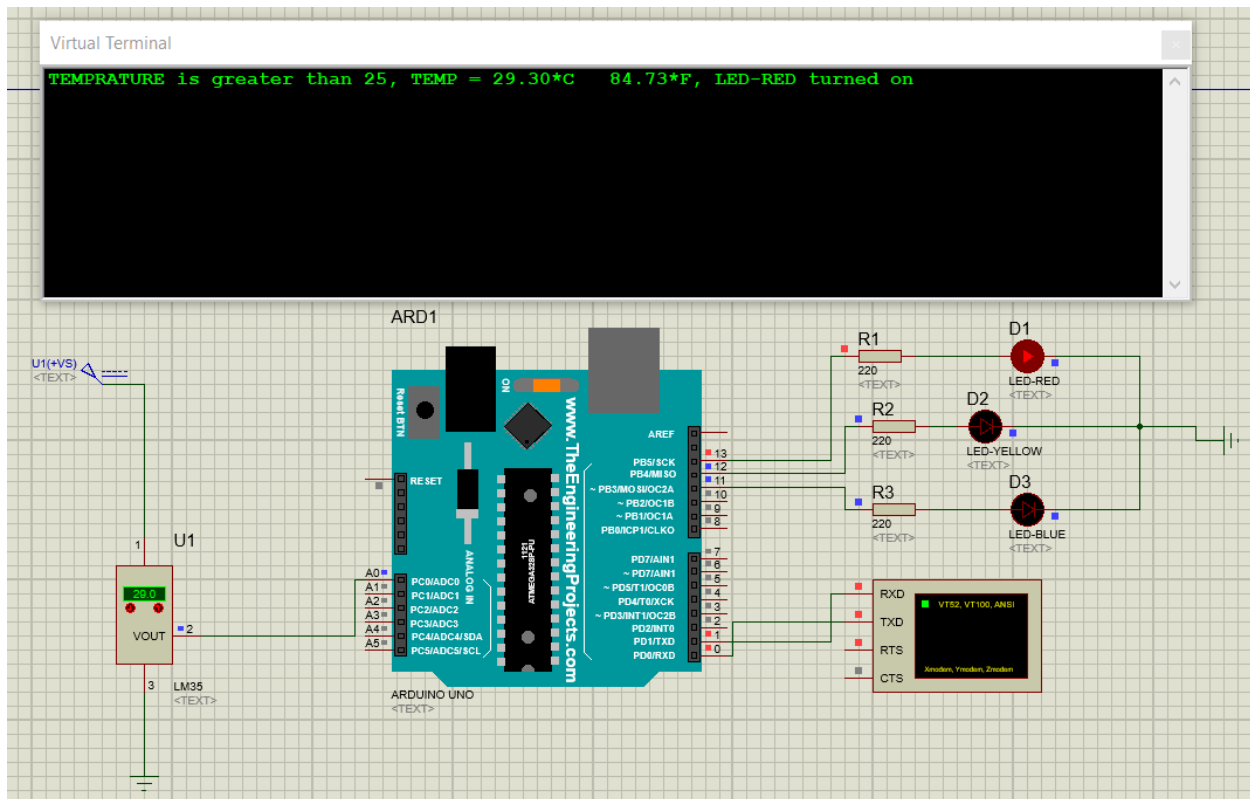 Virtual Terminal
TEMPRATURE is greater than 25, TEMP = 29.30*C   84.73*F, LED-RED turned on
ARD1
U1(+VS)
<TEXT>
Reset BTN
ON
www.TheEngineeringProjects.com
RESET
ANALOG IN
1121
ATMEGA328P-PU
AREF
PB5/SCK
PB4/MISO
~ PB3/MOSI/OC2A
~ PB2/OC1B
~ PB1/OC1A
PB0/ICP1/CLKO
13
12
11
10
9
8
PD7/AIN1
~ PD7/AIN1
~ PD5/T1/OC0B
PD4/T0/XCK
~ PD3/INT1/OC2B
PD2/INT0
PD1/TXD
PD0/RXD
7
6
5
4
3
2
1
0
A0
A1
A2
A3
A4
A5
PC0/ADC0
PC1/ADC1
PC2/ADC2
PC3/ADC3
PC4/ADC4/SDA
PC5/ADC5/SCL
ARDUINO UNO
<TEXT>
U1
1
29.0
VOUT
2
3
LM35
<TEXT>
R1
220
<TEXT>
D1
LED-RED
<TEXT>
R2
220
<TEXT>
D2
LED-YELLOW
<TEXT>
R3
220
<TEXT>
D3
LED-BLUE
<TEXT>
RXD
TXD
RTS
CTS
VT52, VT100, ANSI
Xmodem, Ymodem, Zmodem